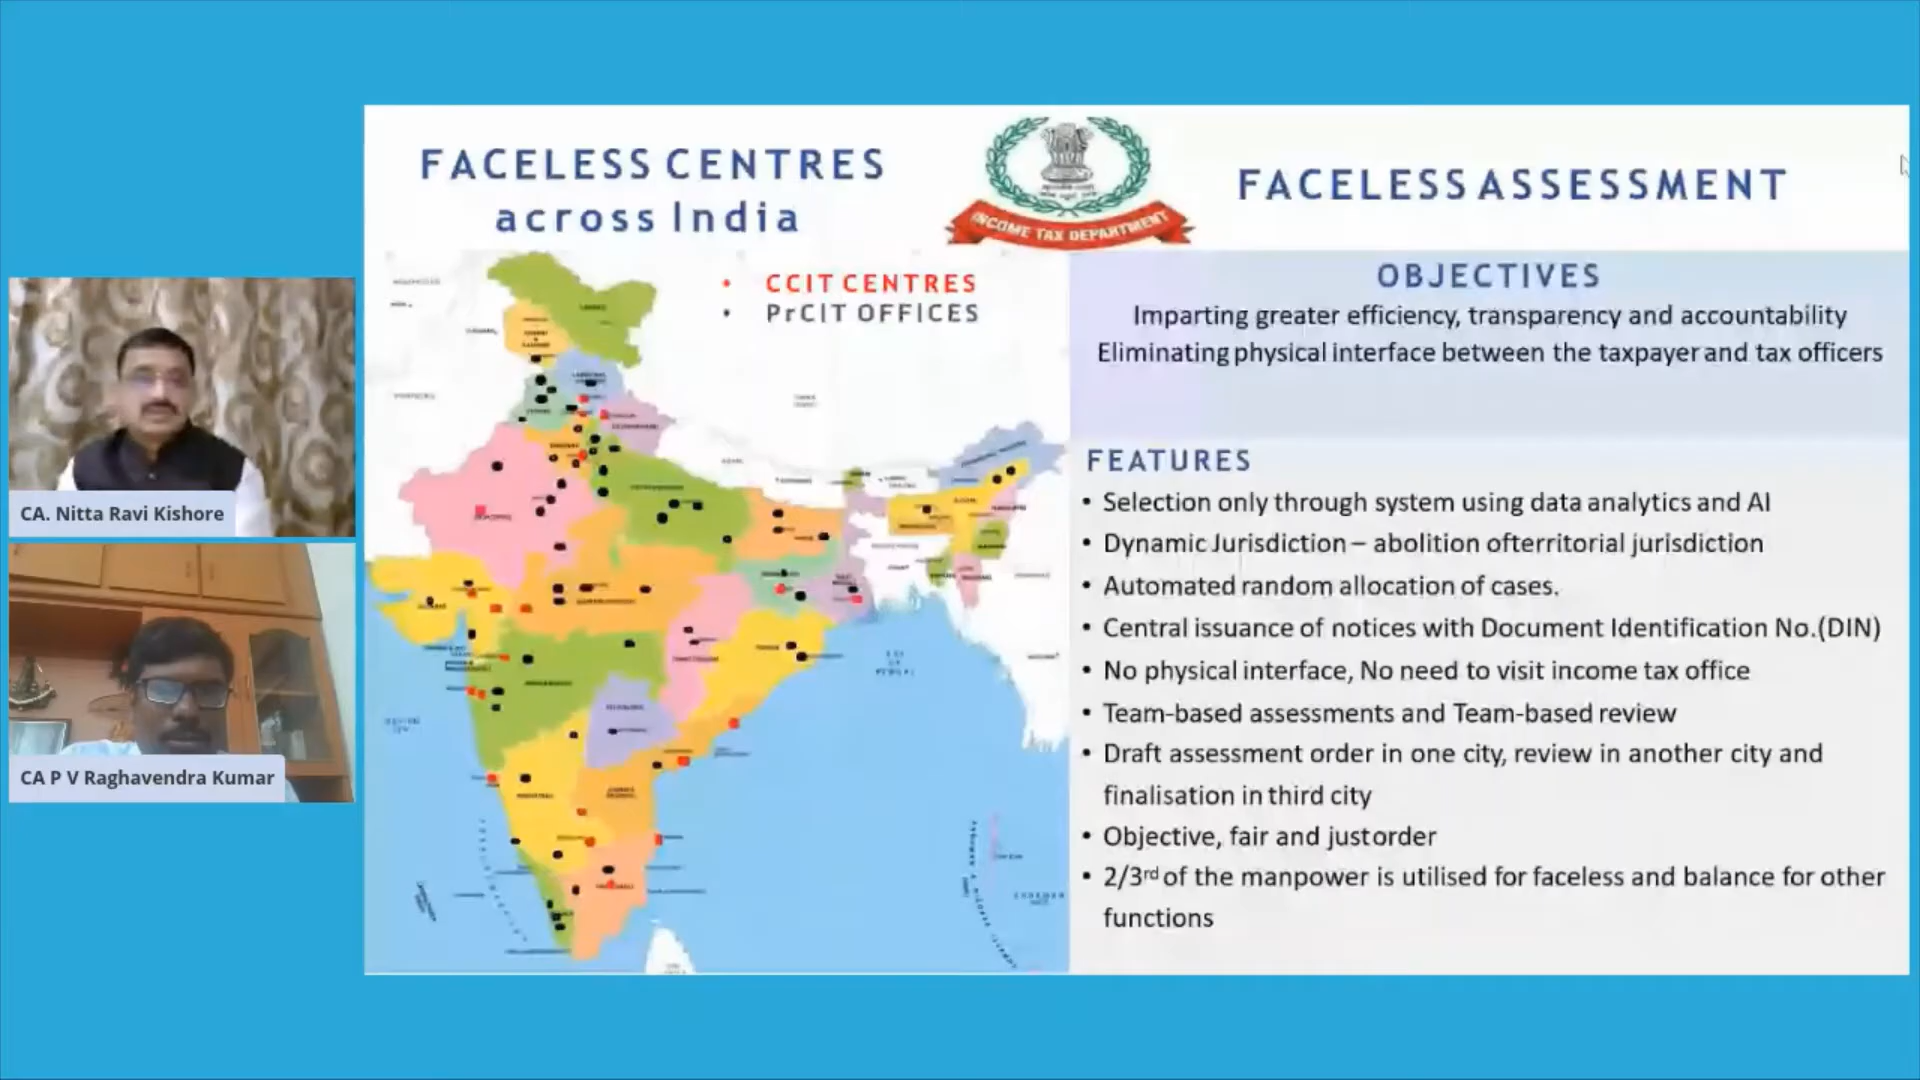 FACELESS CENTRES
across India
INCOME TAX DEPARTMENT
FACELESS ASSESSMENT
• CCIT CENTRES
• PrCIT OFFICES
OBJECTIVES
Imparting greater efficiency, transparency and accountability
Eliminating physical interface between the taxpayer and tax officers
FEATURES
• Selection only through system using data analytics and AI
• Dynamic Jurisdiction – abolition ofterritorial jurisdiction
• Automated random allocation of cases.
• Central issuance of notices with Document Identification No.(DIN)
• No physical interface, No need to visit income tax office
• Team-based assessments and Team-based review
• Draft assessment order in one city, review in another city and
finalisation in third city
• Objective, fair and justorder
• 2/3rd of the manpower is utilised for faceless and balance for other
functions
CA. Nitta Ravi Kishore
CA P V Raghavendra Kumar